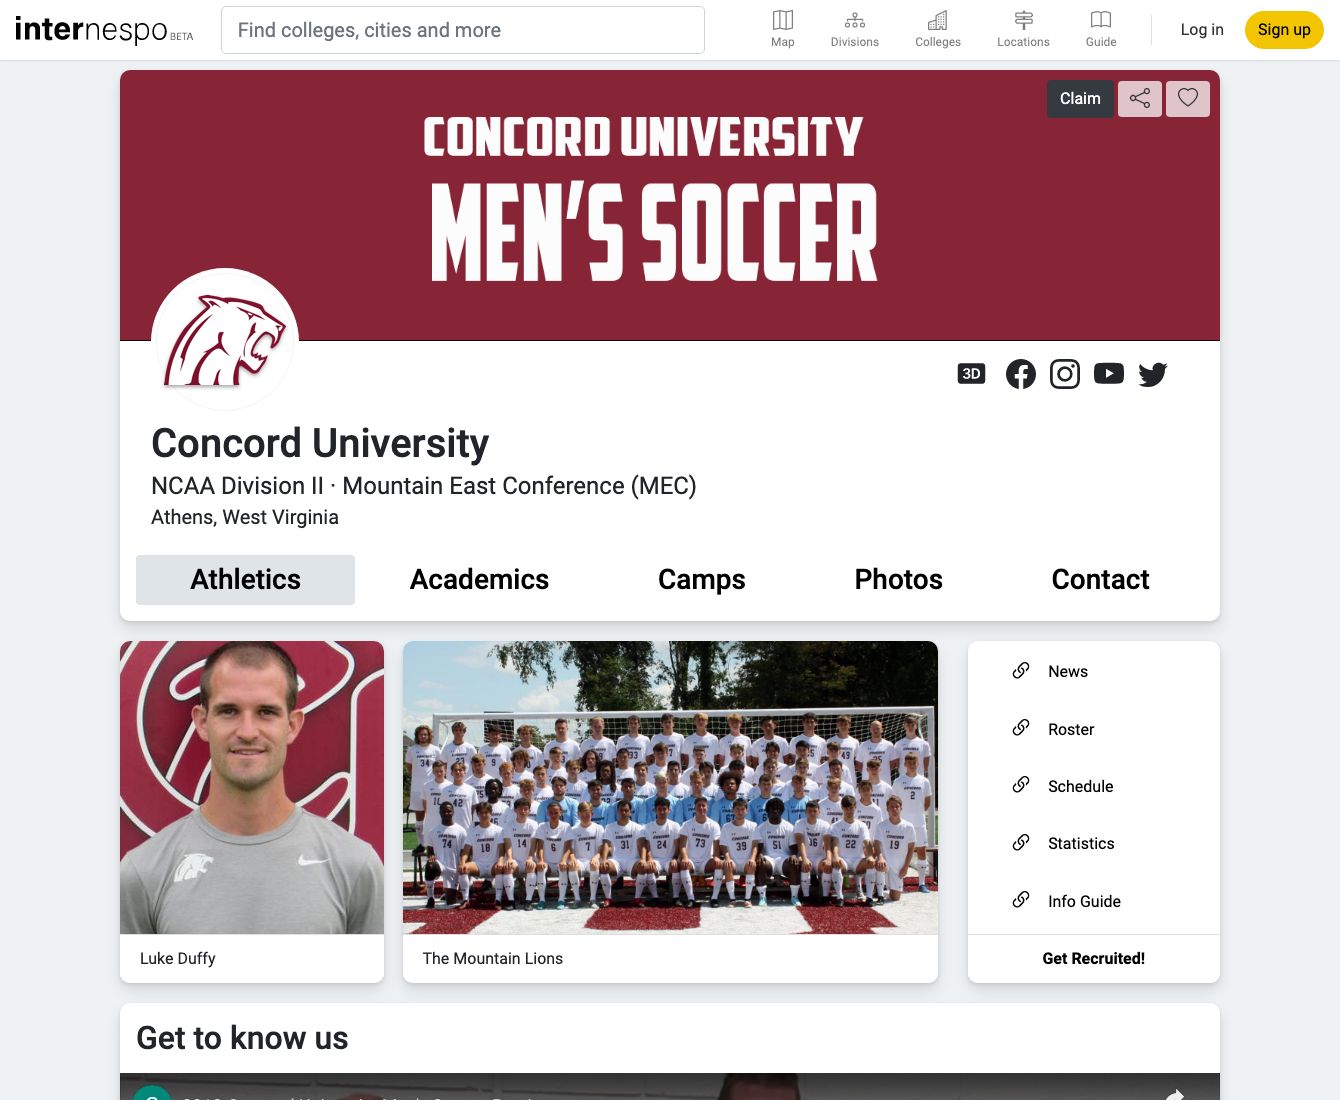 internespo BETA
Find colleges, cities and more
Map
Divisions
Colleges
Locations
Guide
Log in
Sign up
Claim
CONCORD UNIVERSITY
MEN'S SOCCER
3D
Concord University
NCAA Division II · Mountain East Conference (MEC)
Athens, West Virginia
Athletics
Academics
Camps
Photos
Contact
News
Roster
Schedule
Statistics
Info Guide
Luke Duffy
The Mountain Lions
Get Recruited!
Get to know us